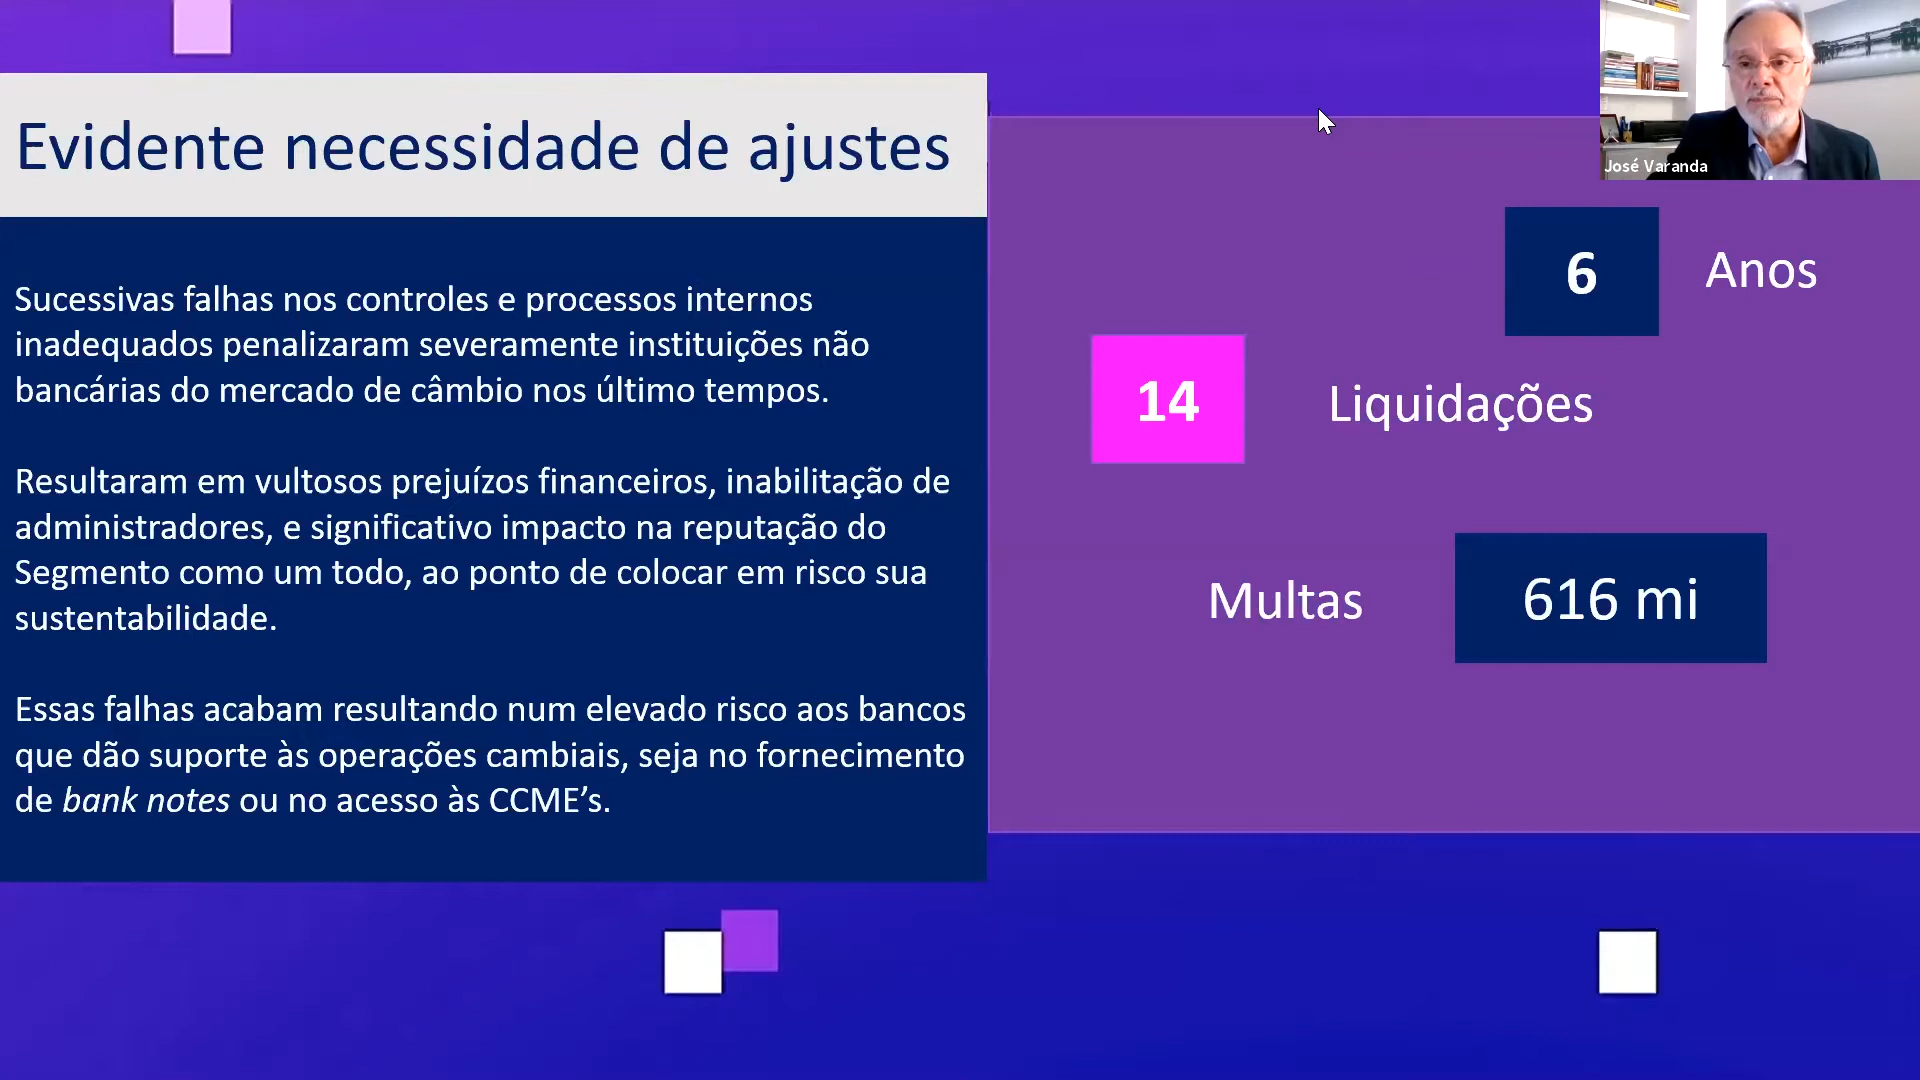 Evidente necessidade de ajustes
Sucessivas falhas nos controles e processos internos
inadequados penalizaram severamente instituições não
bancárias do mercado de câmbio nos último tempos.
Resultaram em vultosos prejuízos financeiros, inabilitação de
administradores, e significativo impacto na reputação do
Segmento como um todo, ao ponto de colocar em risco sua
sustentabilidade.
Essas falhas acabam resultando num elevado risco aos bancos
que dão suporte às operações cambiais, seja no fornecimento
de bank notes ou no acesso às CCME’s.
José Varanda
6 Anos
14 Liquidações
Multas 616 mi